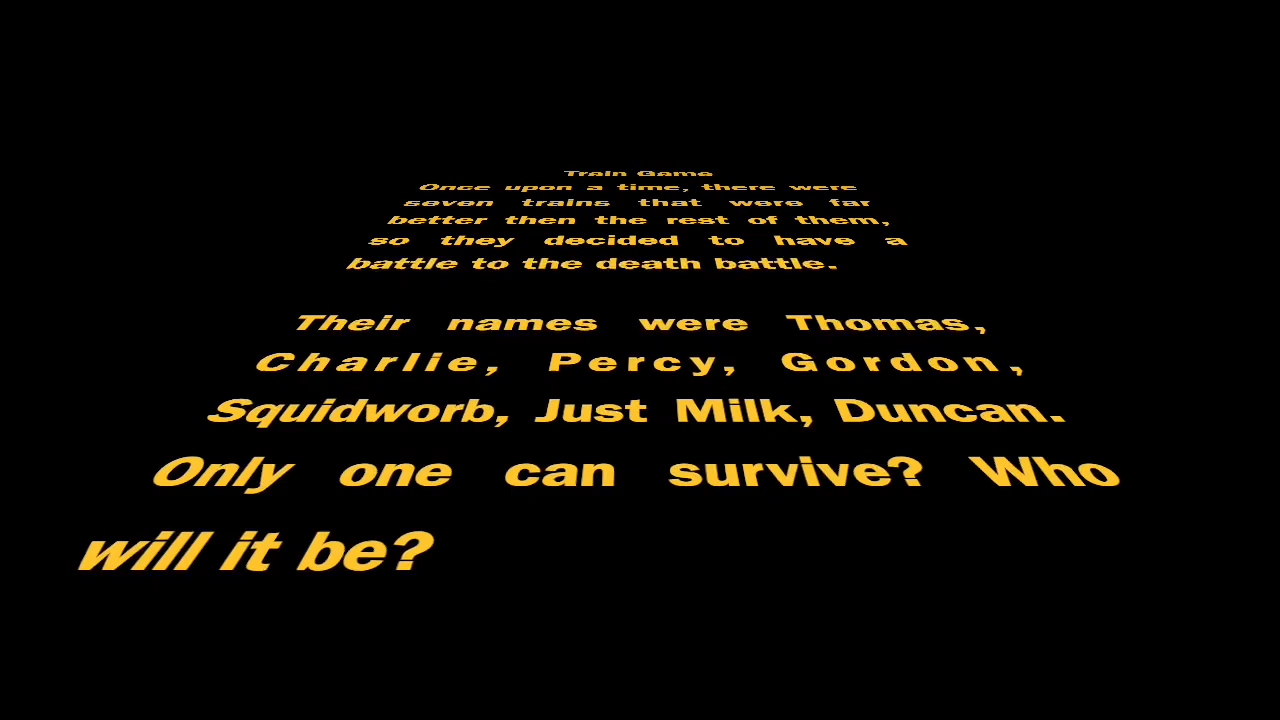 Train Game
Once upon a time, there were
seven trains that were far
better then the rest of them,
so they decided to have a
battle to the death battle.
Their names were Thomas,
Charlie, Percy, Gordon,
Squidworb, Just Milk, Duncan.
Only one can survive? Who
will it be?